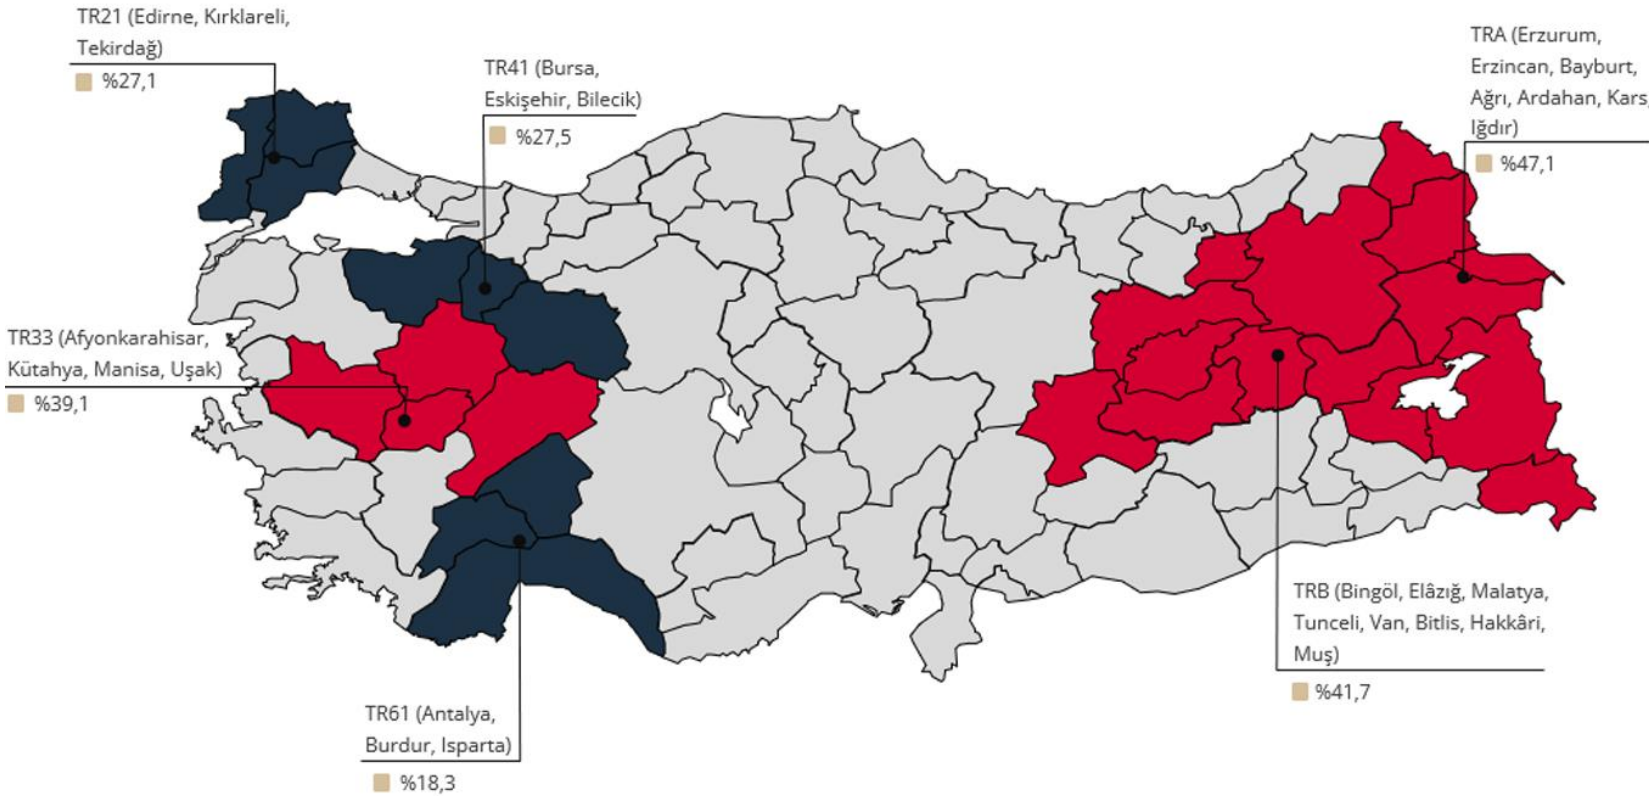 TR21 (Edirne, Kırklareli,
Tekirdağ)
%27,1
TR41 (Bursa,
Eskişehir, Bilecik)
%27,5
TRA (Erzurum,
Erzincan, Bayburt,
Ağrı, Ardahan, Kars,
Iğdır)
%47,1
TR33 (Afyonkarahisar,
Kütahya, Manisa, Uşak)
%39,1
TRB (Bingöl, Elâzığ, Malatya,
Tunceli, Van, Bitlis, Hakkâri,
Muş)
%41,7
TR61 (Antalya,
Burdur, Isparta)
%18,3